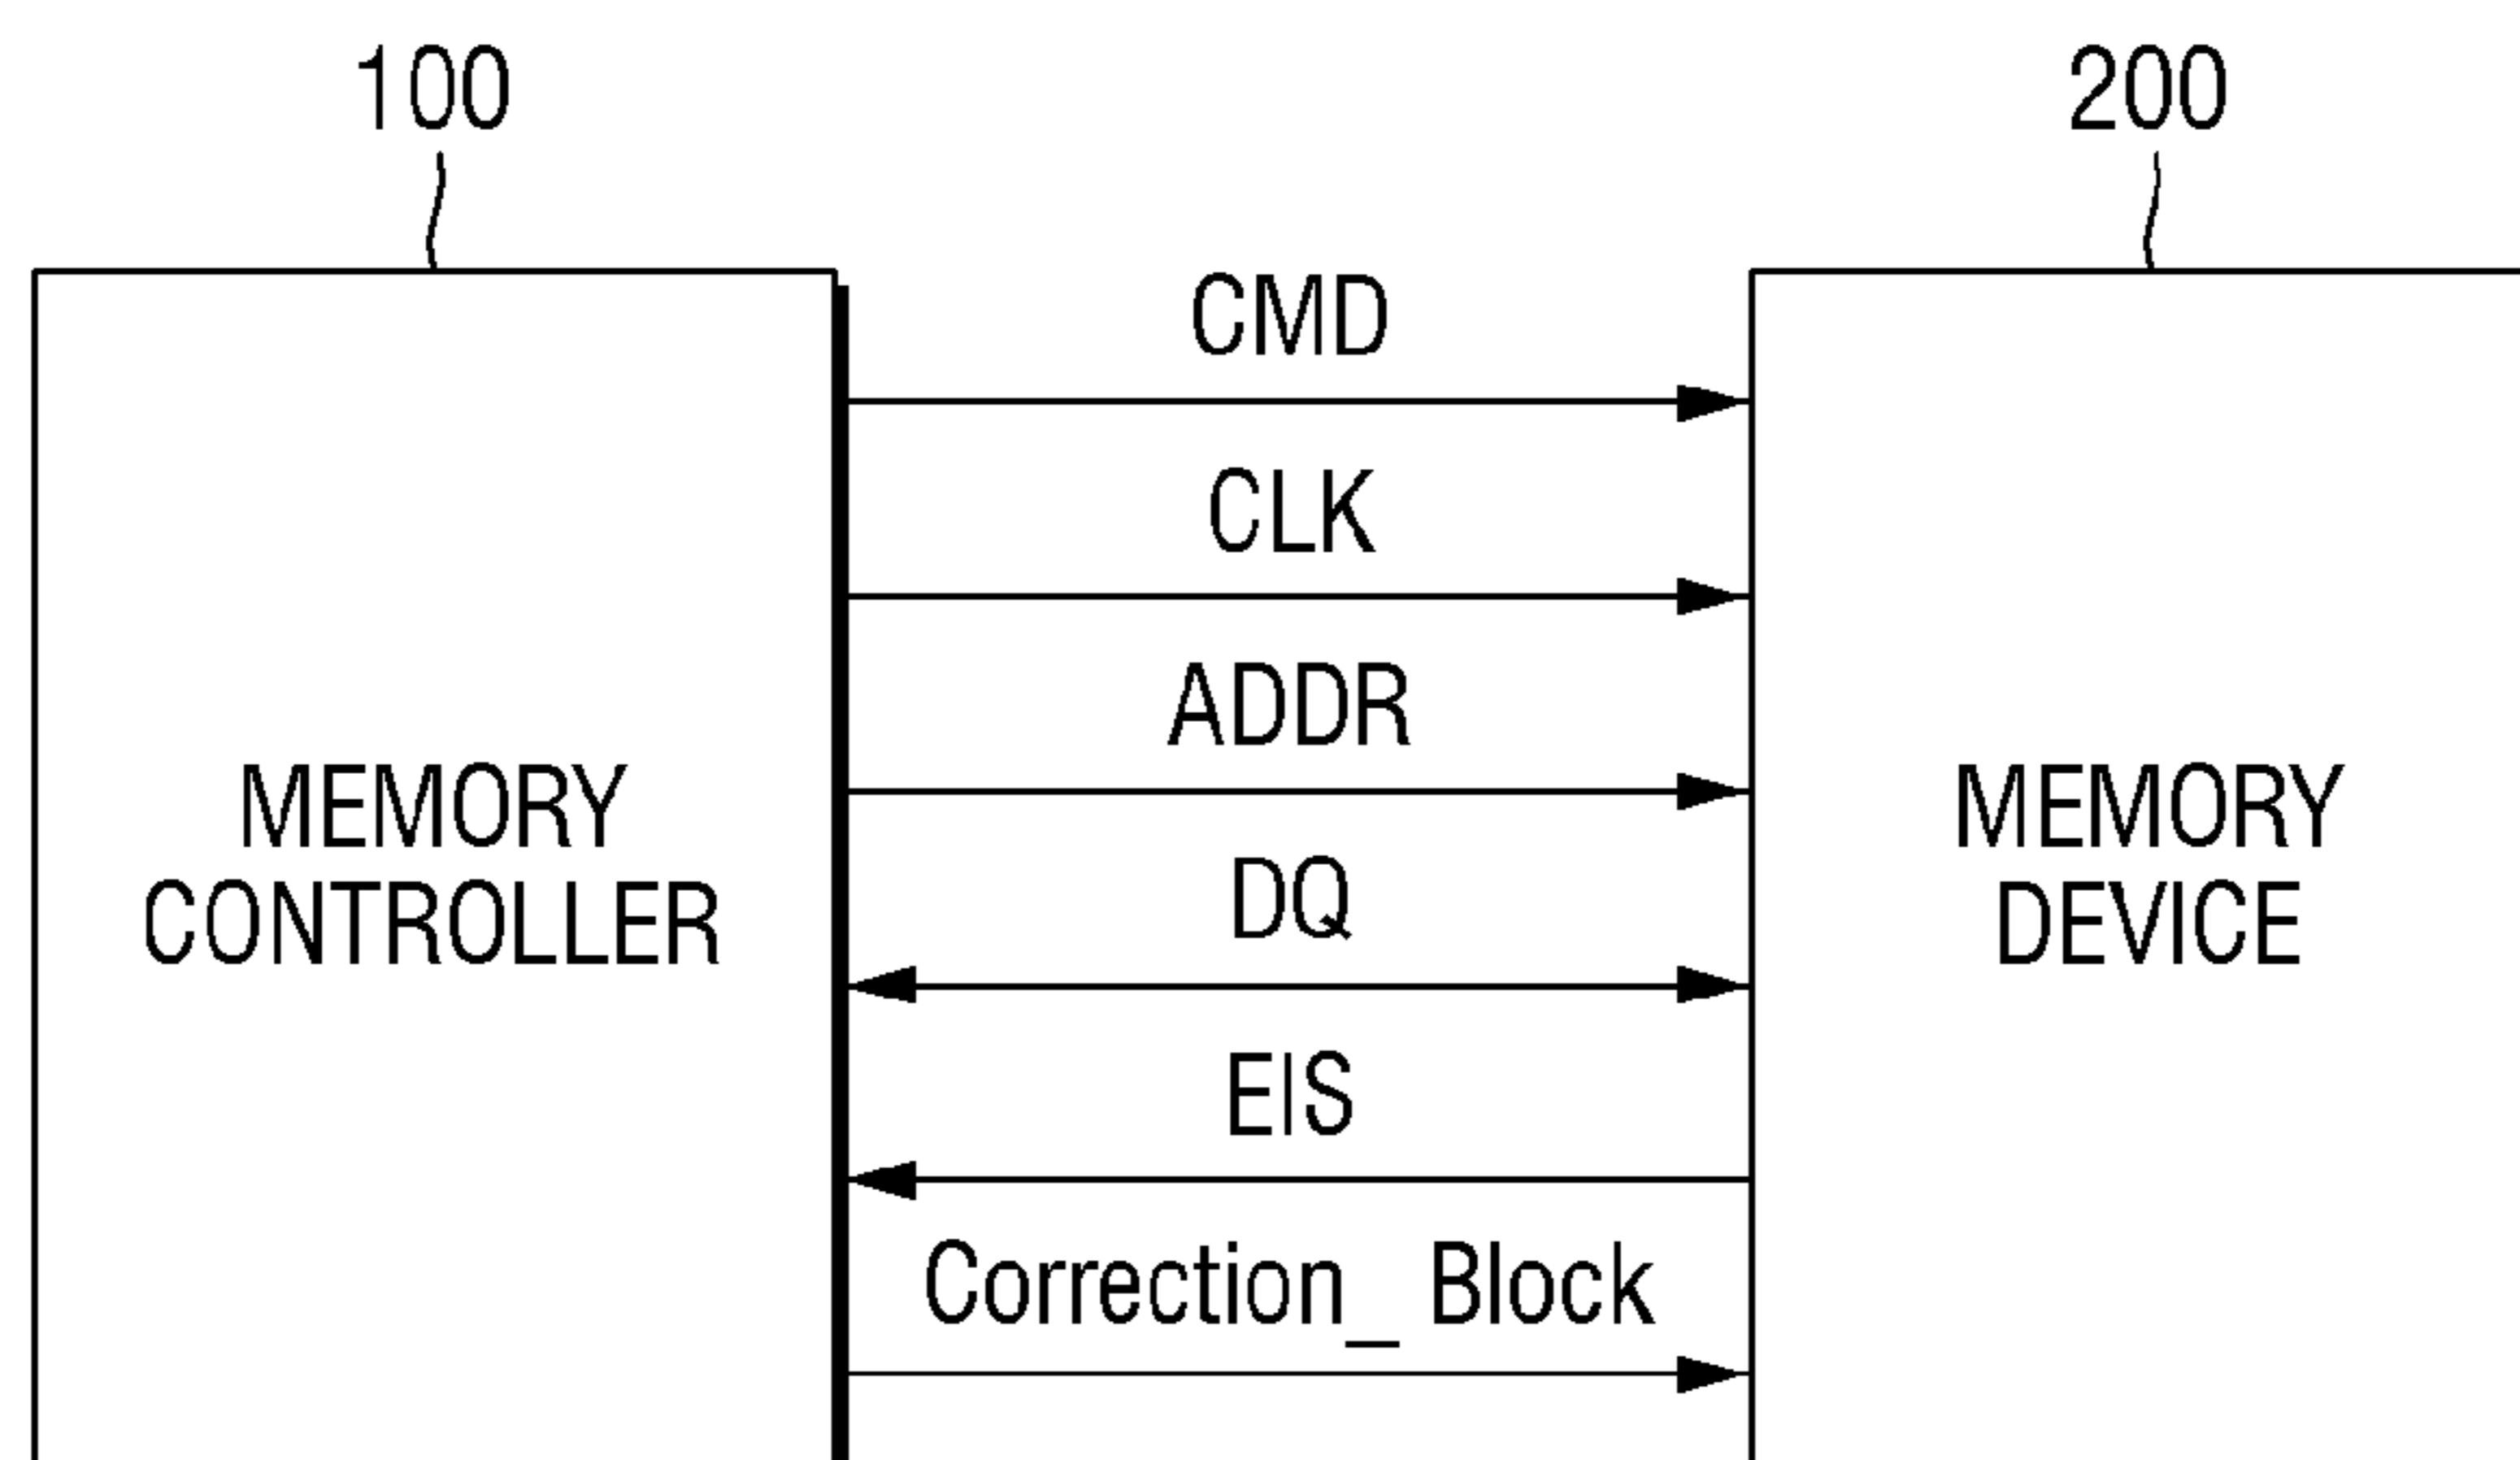 100
200
CMD
CLK
ADDR
MEMORY
CONTROLLER
DQ
MEMORY
DEVICE
EIS
Correction_ Block